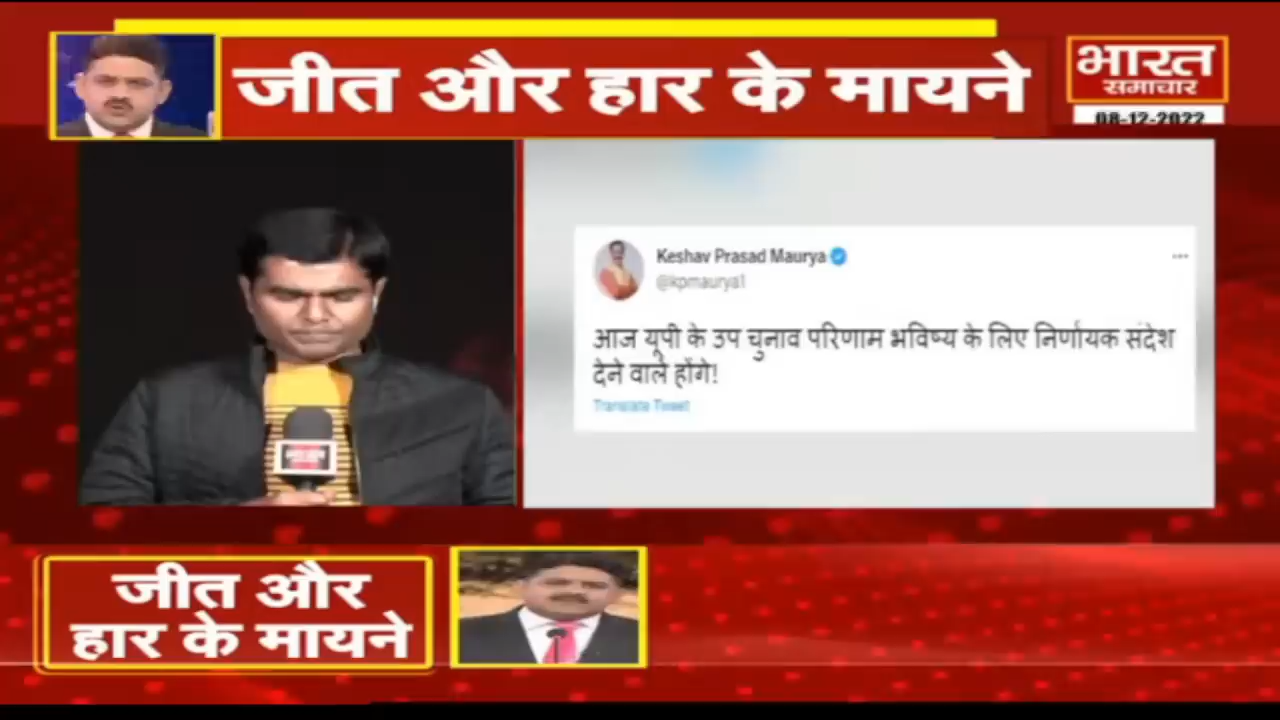 जीत और हार के मायने
भारत
समाचार
08-12-2022
Keshav Prasad Maurya
@kpmaurya1
आज यूपी के उप चुनाव परिणाम भविष्य के लिए निर्णायक संदेश
देने वाले होंगे!
Translate Tweet
जीत और
हार के मायने